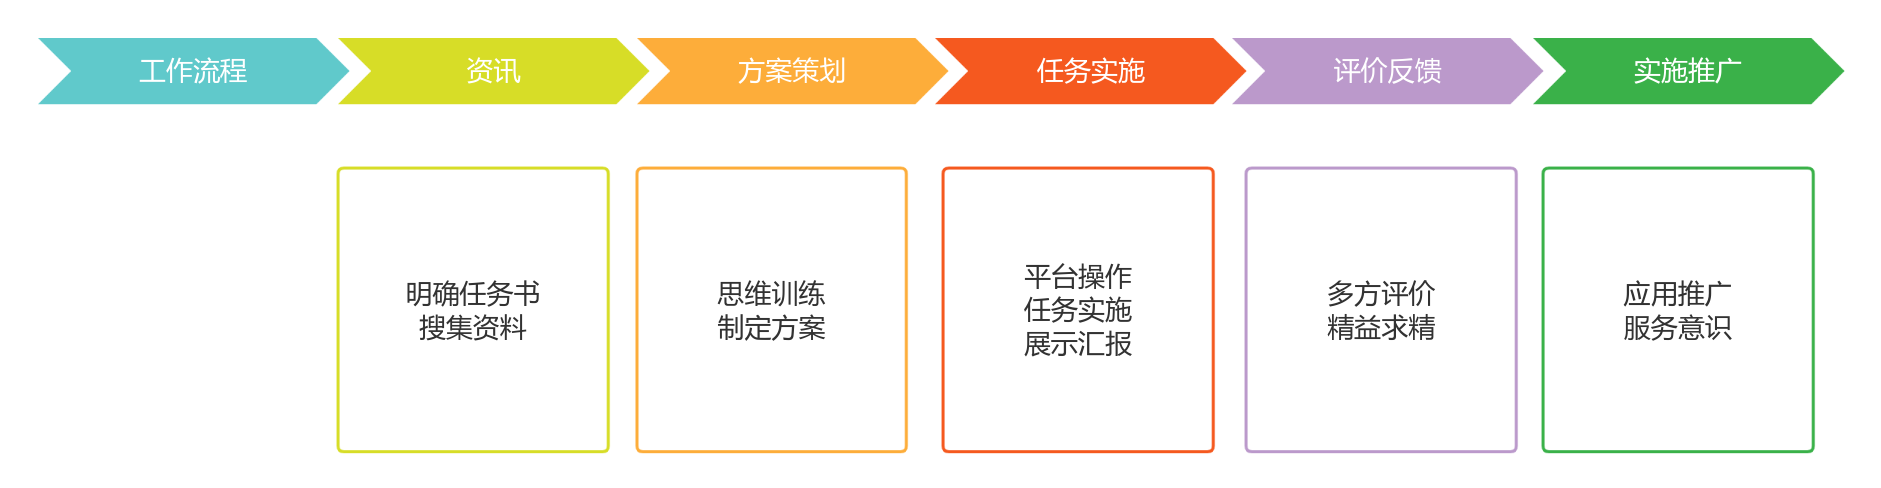 工作流程
资讯
方案策划
任务实施
评价反馈
实施推广
明确任务书
搜集资料
思维训练
制定方案
平台操作
任务实施
展示汇报
多方评价
精益求精
应用推广
服务意识